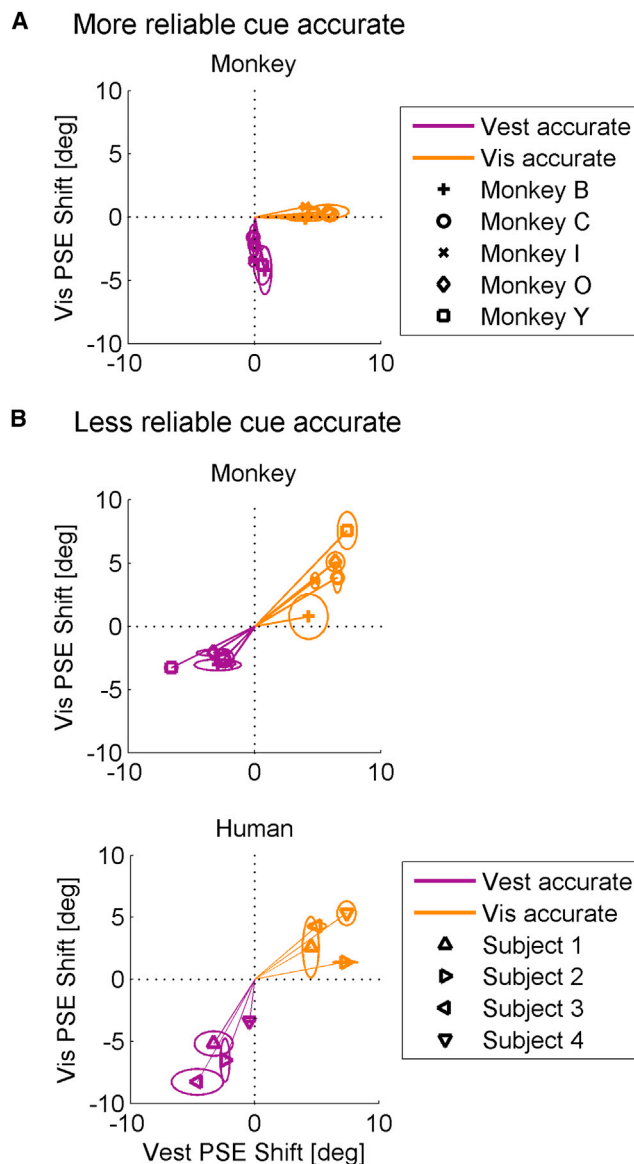 A More reliable cue accurate
Monkey
10
5
0
-5
-10
-10 0 10
Vis PSE Shift [deg]
Vest accurate
Vis accurate
Monkey B
Monkey C
Monkey I
Monkey O
Monkey Y
B Less reliable cue accurate
Monkey
10
5
0
-5
-10
-10 0 10
Vis PSE Shift [deg]
Human
10
5
0
-5
-10
-10 0 10
Vis PSE Shift [deg]
Vest PSE Shift [deg]
Vest accurate
Vis accurate
Subject 1
Subject 2
Subject 3
Subject 4